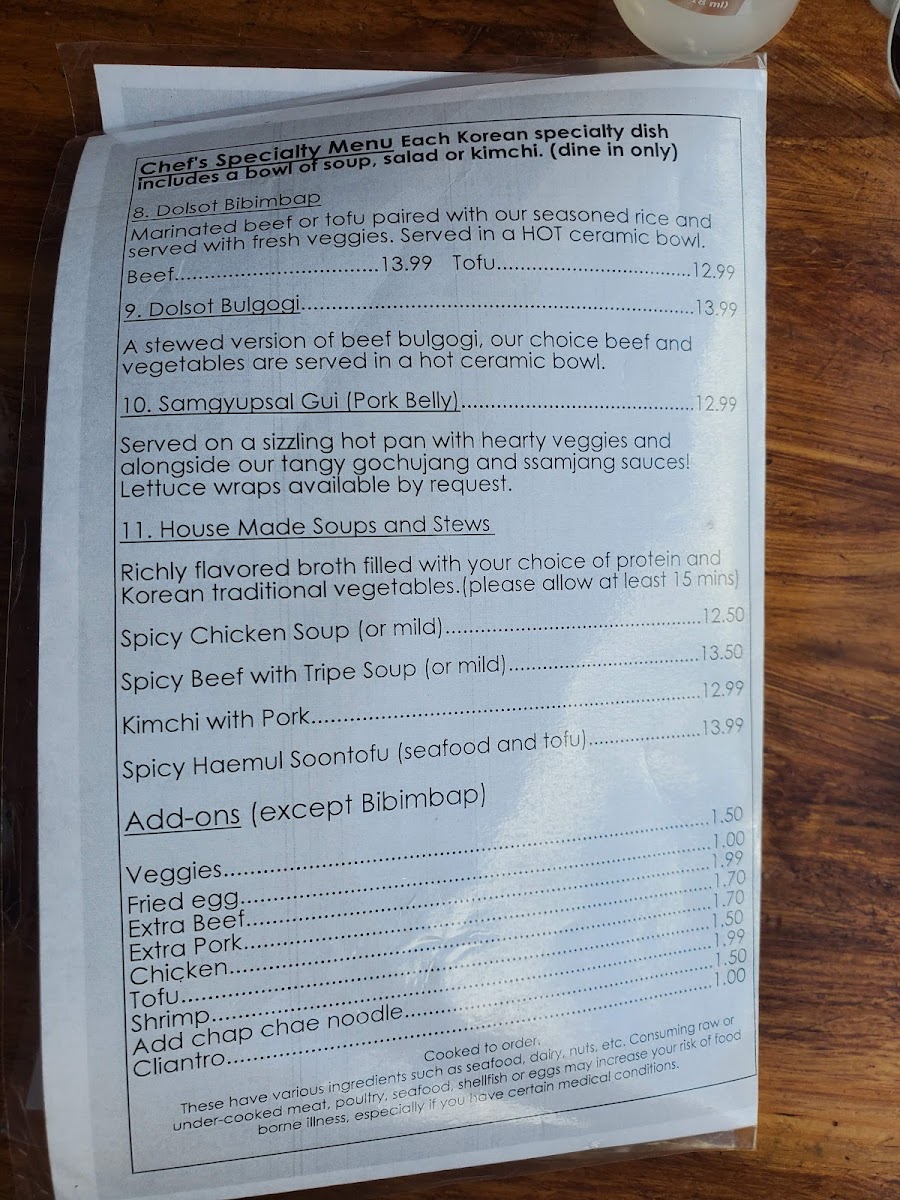 18 ml)
Chef's Specialty Menu Each Korean specialty dish
includes a bowl of soup, salad or kimchi. (dine in only)
8. Dolsot Bibimbap
Marinated beef or tofu paired with our seasoned rice and
served with fresh veggies. Served in a HOT ceramic bowl.
Beef..................................13.99 Tofu.................................12.99
9. Dolsot Bulgogi..................................................................13.99
A stewed version of beef bulgogi, our choice beef and
vegetables are served in a hot ceramic bowl.
10. Samgyupsal Gui (Pork Belly).......................................12.99
Served on a sizzling hot pan with hearty veggies and
alongside our tangy gochujang and ssamjang sauces!
Lettuce wraps available by request.
11. House Made Soups and Stews
Richly flavored broth filled with your choice of protein and
Korean traditional vegetables.(please allow at least 15 mins)
Spicy Chicken Soup (or mild)...........................................12.50
Spicy Beef with Tripe Soup (or mild)................................13.50
Kimchi with Pork.................................................................12.99
Spicy Haemul Soontofu (seafood and tofu)...................13.99
Add-ons (except Bibimbap)
Veggies.................................................................................1.50
Fried egg..............................................................................1.00
Extra Beef.............................................................................1.99
Extra Pork.............................................................................1.70
Chicken................................................................................1.70
Tofu........................................................................................1.50
Shrimp...................................................................................1.99
Add chap chae noodle....................................................1.50
Cliantro.................................................................................1.00
Cooked to order.
These have various ingredients such as seafood, dairy, nuts, etc. Consuming raw or
under-cooked meat, poultry, seafood, shellfish or eggs may increase your risk of food
borne illness, especially if you have certain medical conditions.